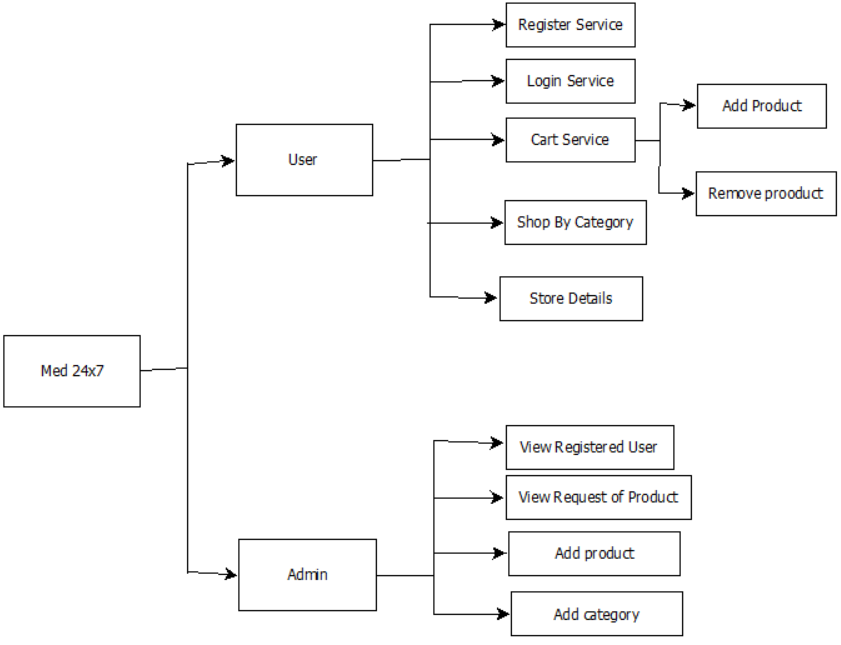 Register Service
Login Service
Add Product
Cart Service
User
Remove prooduct
Shop By Category
Store Details
Med 24x7
View Registered User
View Request of Product
Add product
Admin
Add category